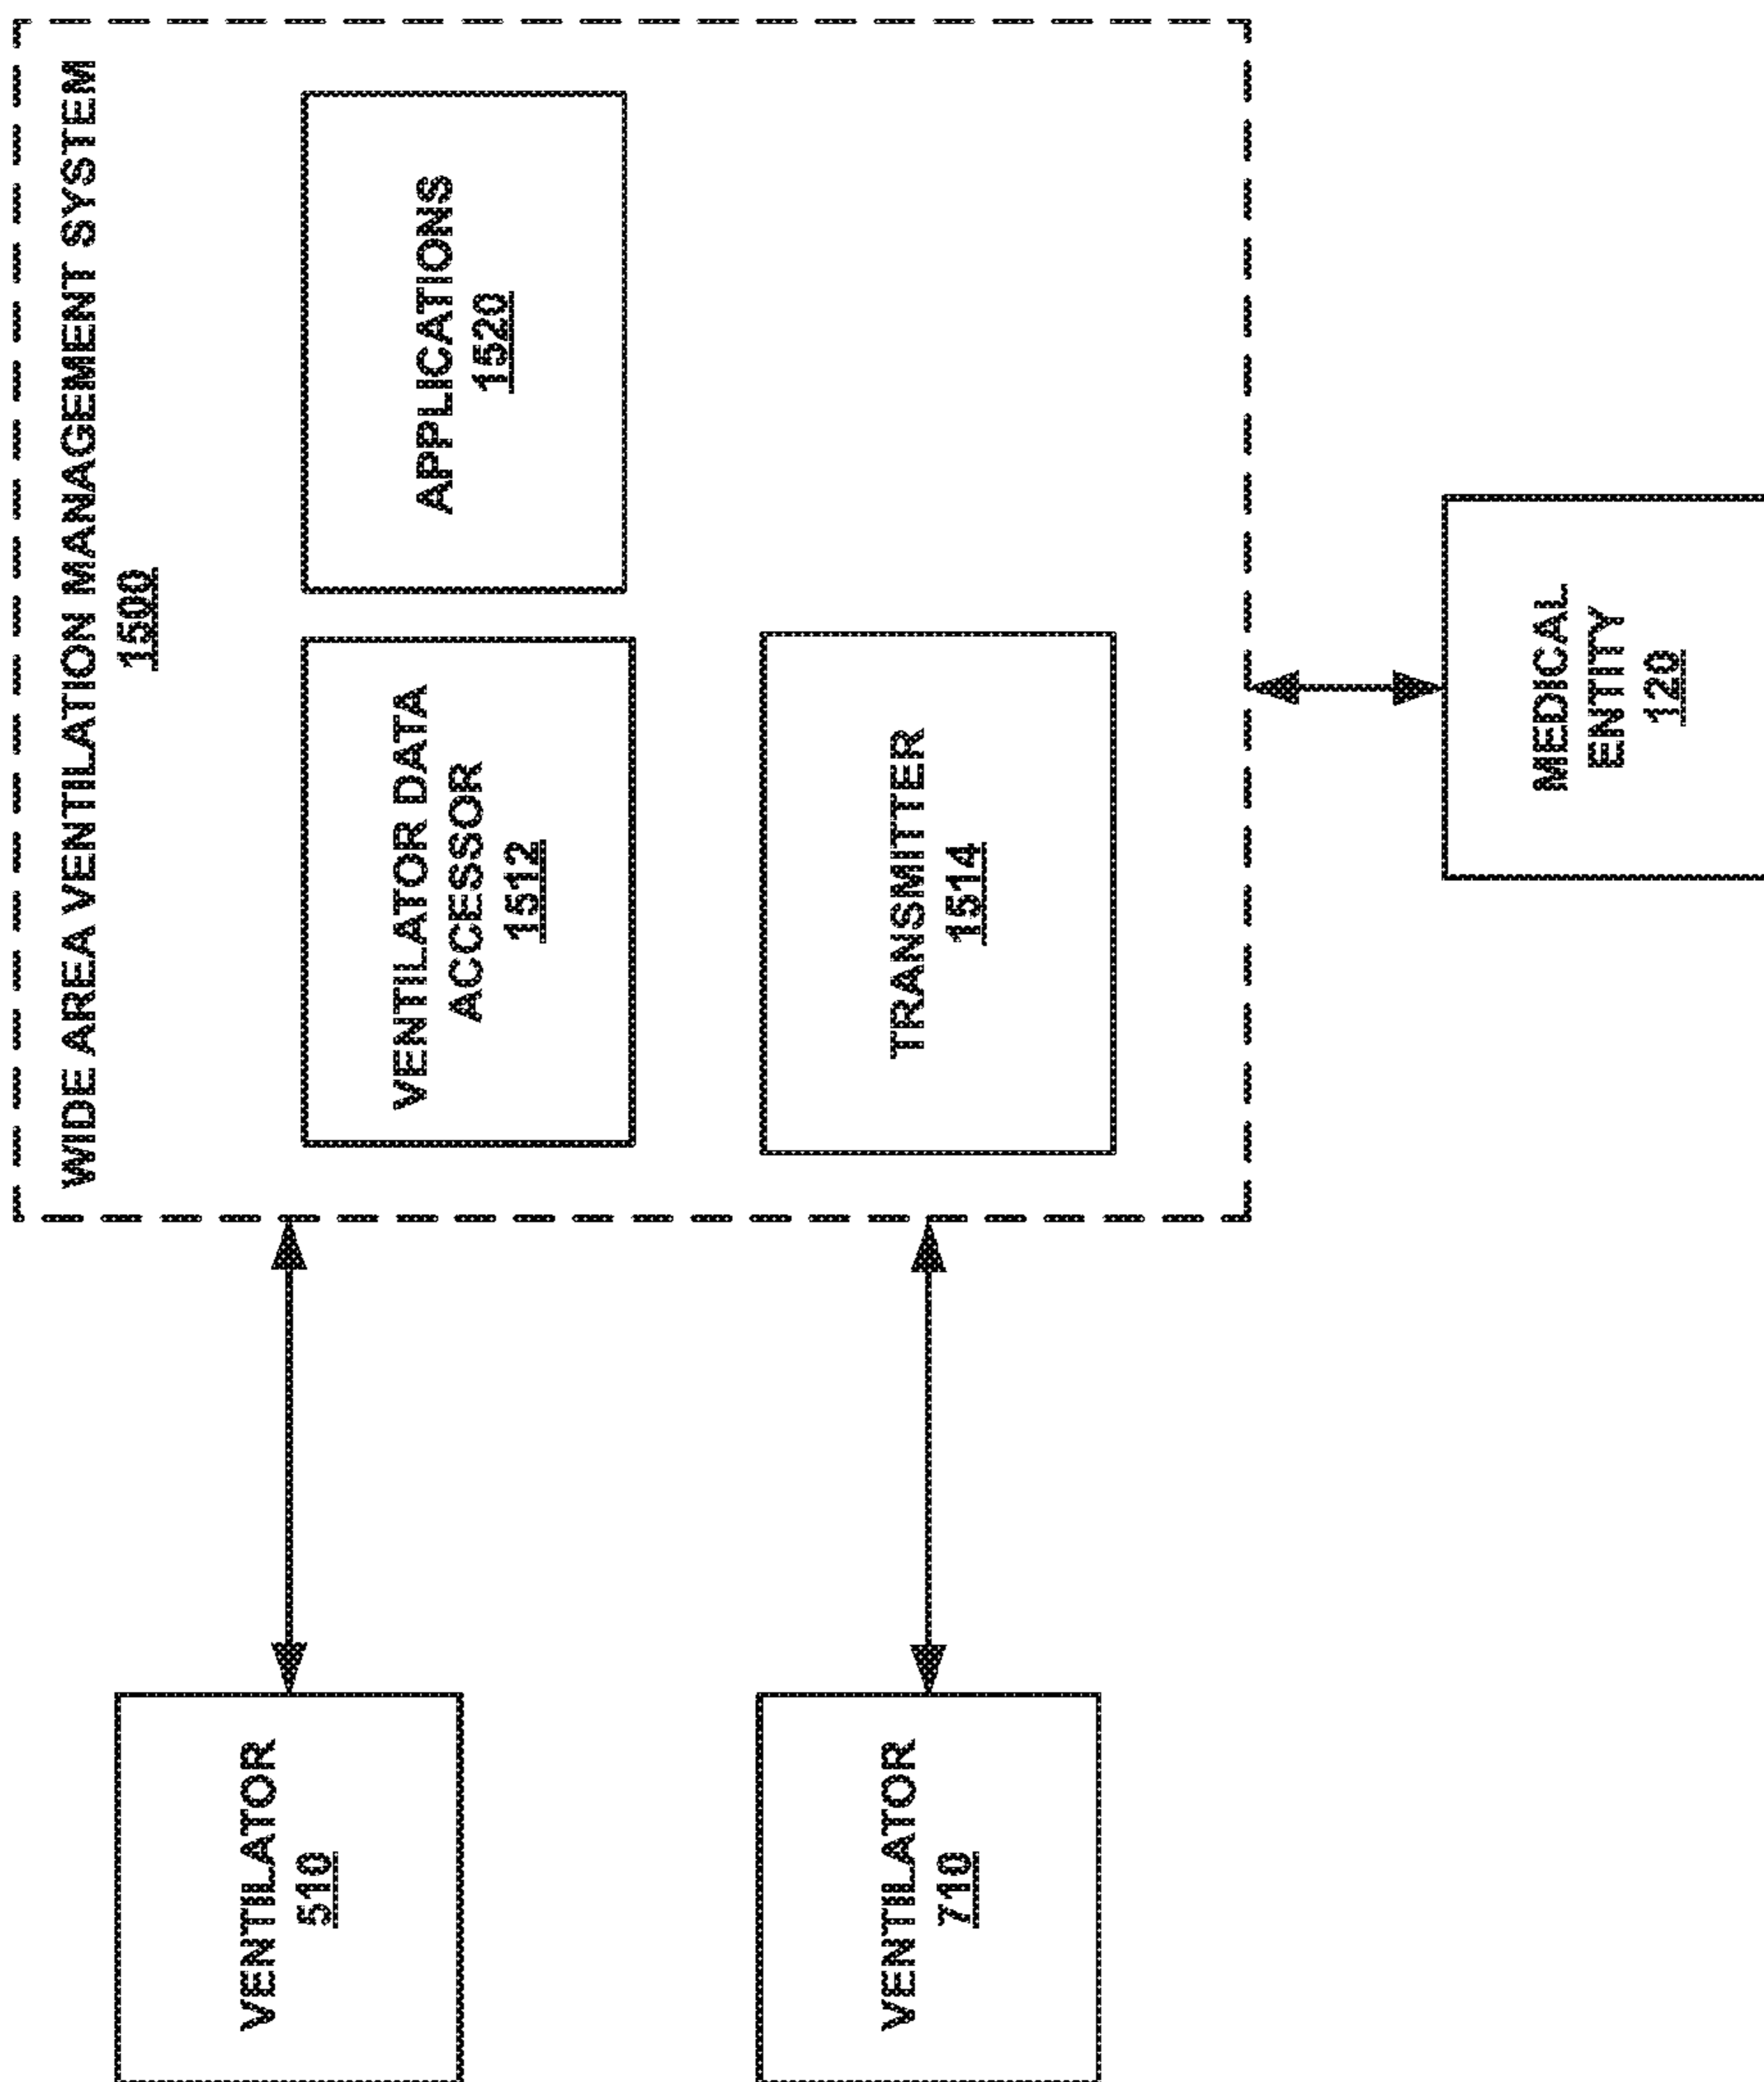 WIDE AREA VENTILATION MANAGEMENT SYSTEM
1500
VENTILATOR
510
VENTILATOR DATA
ACCESSOR
1512
APPLICATIONS
1520
VENTILATOR
710
TRANSMITTER
1514
MEDICAL
ENTITY
120